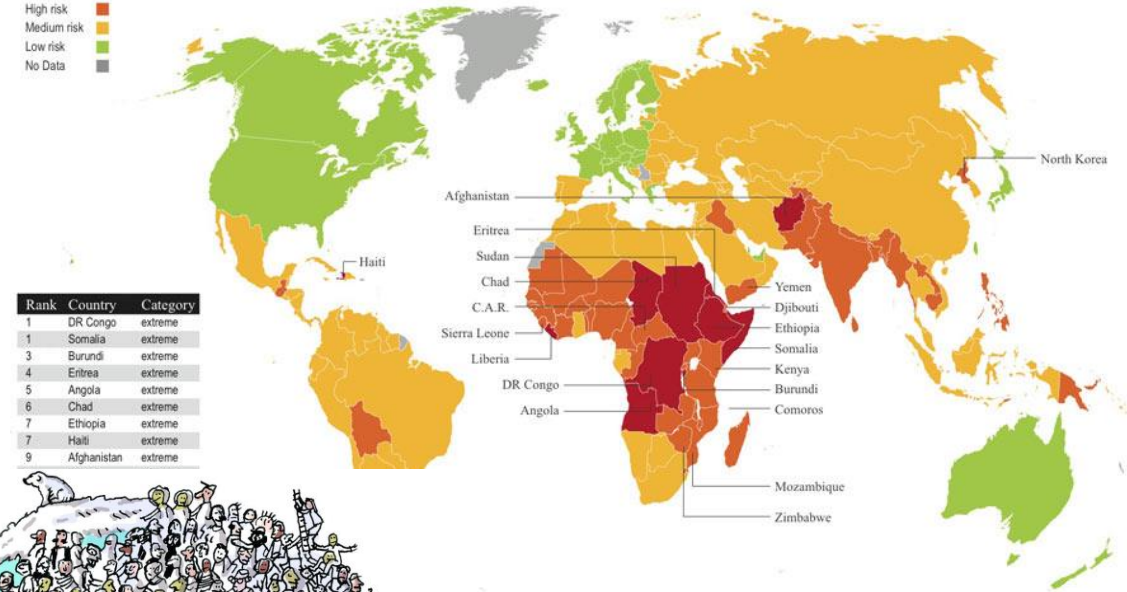 High risk
Medium risk
Low risk
No Data
North Korea
Afghanistan
Eritrea
Sudan
Chad
C.A.R.
Sierra Leone
Liberia
DR Congo
Angola
Haiti
Yemen
Djibouti
Ethiopia
Somalia
Kenya
Burundi
Comoros
Mozambique
Zimbabwe
Rank Country Category
1 DR Congo extreme
1 Somalia extreme
3 Burundi extreme
4 Eritrea extreme
5 Angola extreme
6 Chad extreme
7 Ethiopia extreme
7 Haiti extreme
9 Afghanistan extreme